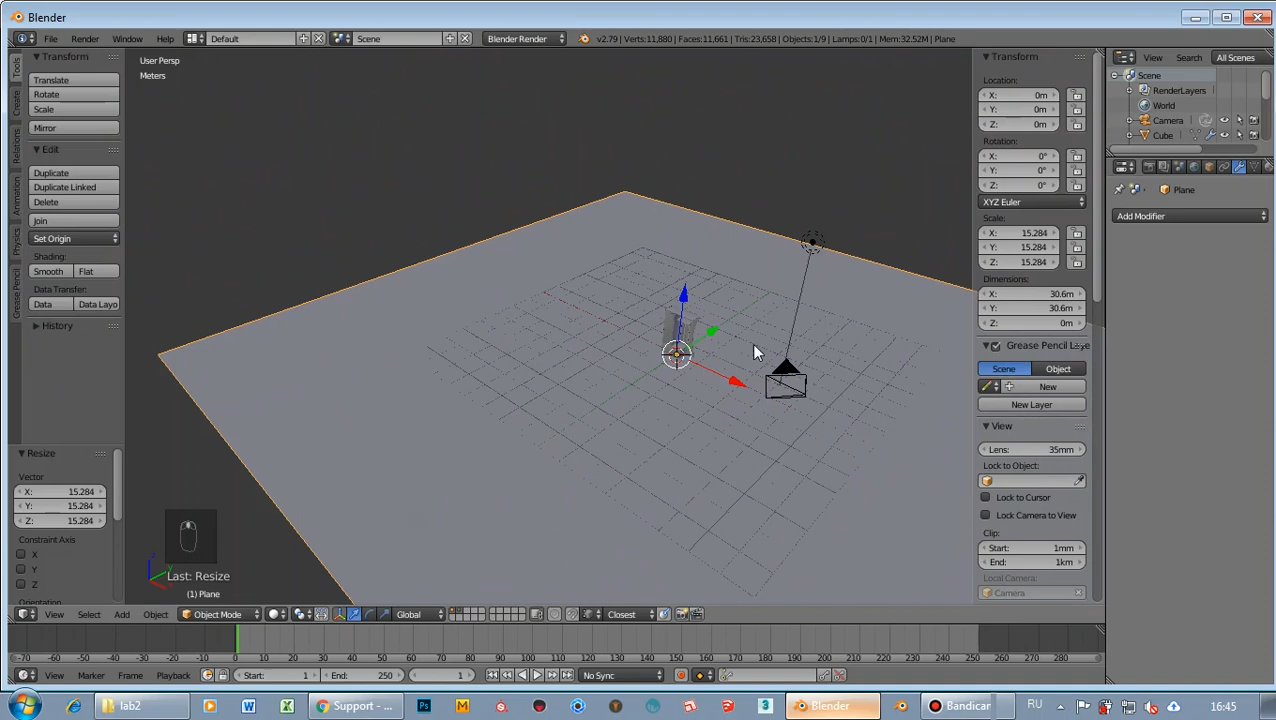 Blender
File Render Window Help Default Scene Blender Render v2.79 | Verts:11,880 | Faces:11,661 | Tris:23,658 | Objects:1/9 | Lamps:0/1 | Mem:32.52M | Plane
Tools
Create
Relations
Animation
Physics
Grease Pencil
Transform
Translate
Rotate
Scale
Mirror
Edit
Duplicate
Duplicate Linked
Delete
Join
Set Origin
Shading:
Smooth Flat
Data Transfer:
Data Data Layo
History
Resize
Vector
X: 15.284
Y: 15.284
Z: 15.284
Constraint Axis
X
Y
Z
Orientation
User Persp
Meters
Last: Resize
(1) Plane
Transform
Location:
X: 0m
Y: 0m
Z: 0m
Rotation:
X: 0°
Y: 0°
Z: 0°
XYZ Euler
Scale:
X: 15.284
Y: 15.284
Z: 15.284
Dimensions:
X: 30.6m
Y: 30.6m
Z: 0m
Grease Pencil Laye
Scene Object
New
New Layer
View
Lens: 35mm
Lock to Object:
Lock to Cursor
Lock Camera to View
Clip:
Start: 1mm
End: 1km
Local Camera:
Camera
View Search All Scenes
Scene
RenderLayers
World
Camera
Cube
Plane
Add Modifier
View Select Add Object Object Mode Global Closest
-70 -60 -50 -40 -30 -20 -10 0 10 20 30 40 50 60 70 80 90 100 110 120 130 140 150 160 170 180 190 200 210 220 230 240 250 260 270 280
View Marker Frame Playback Start: 1 End: 250 1 No Sync
lab2 Support - ... Blender Bandicam RU 16:45